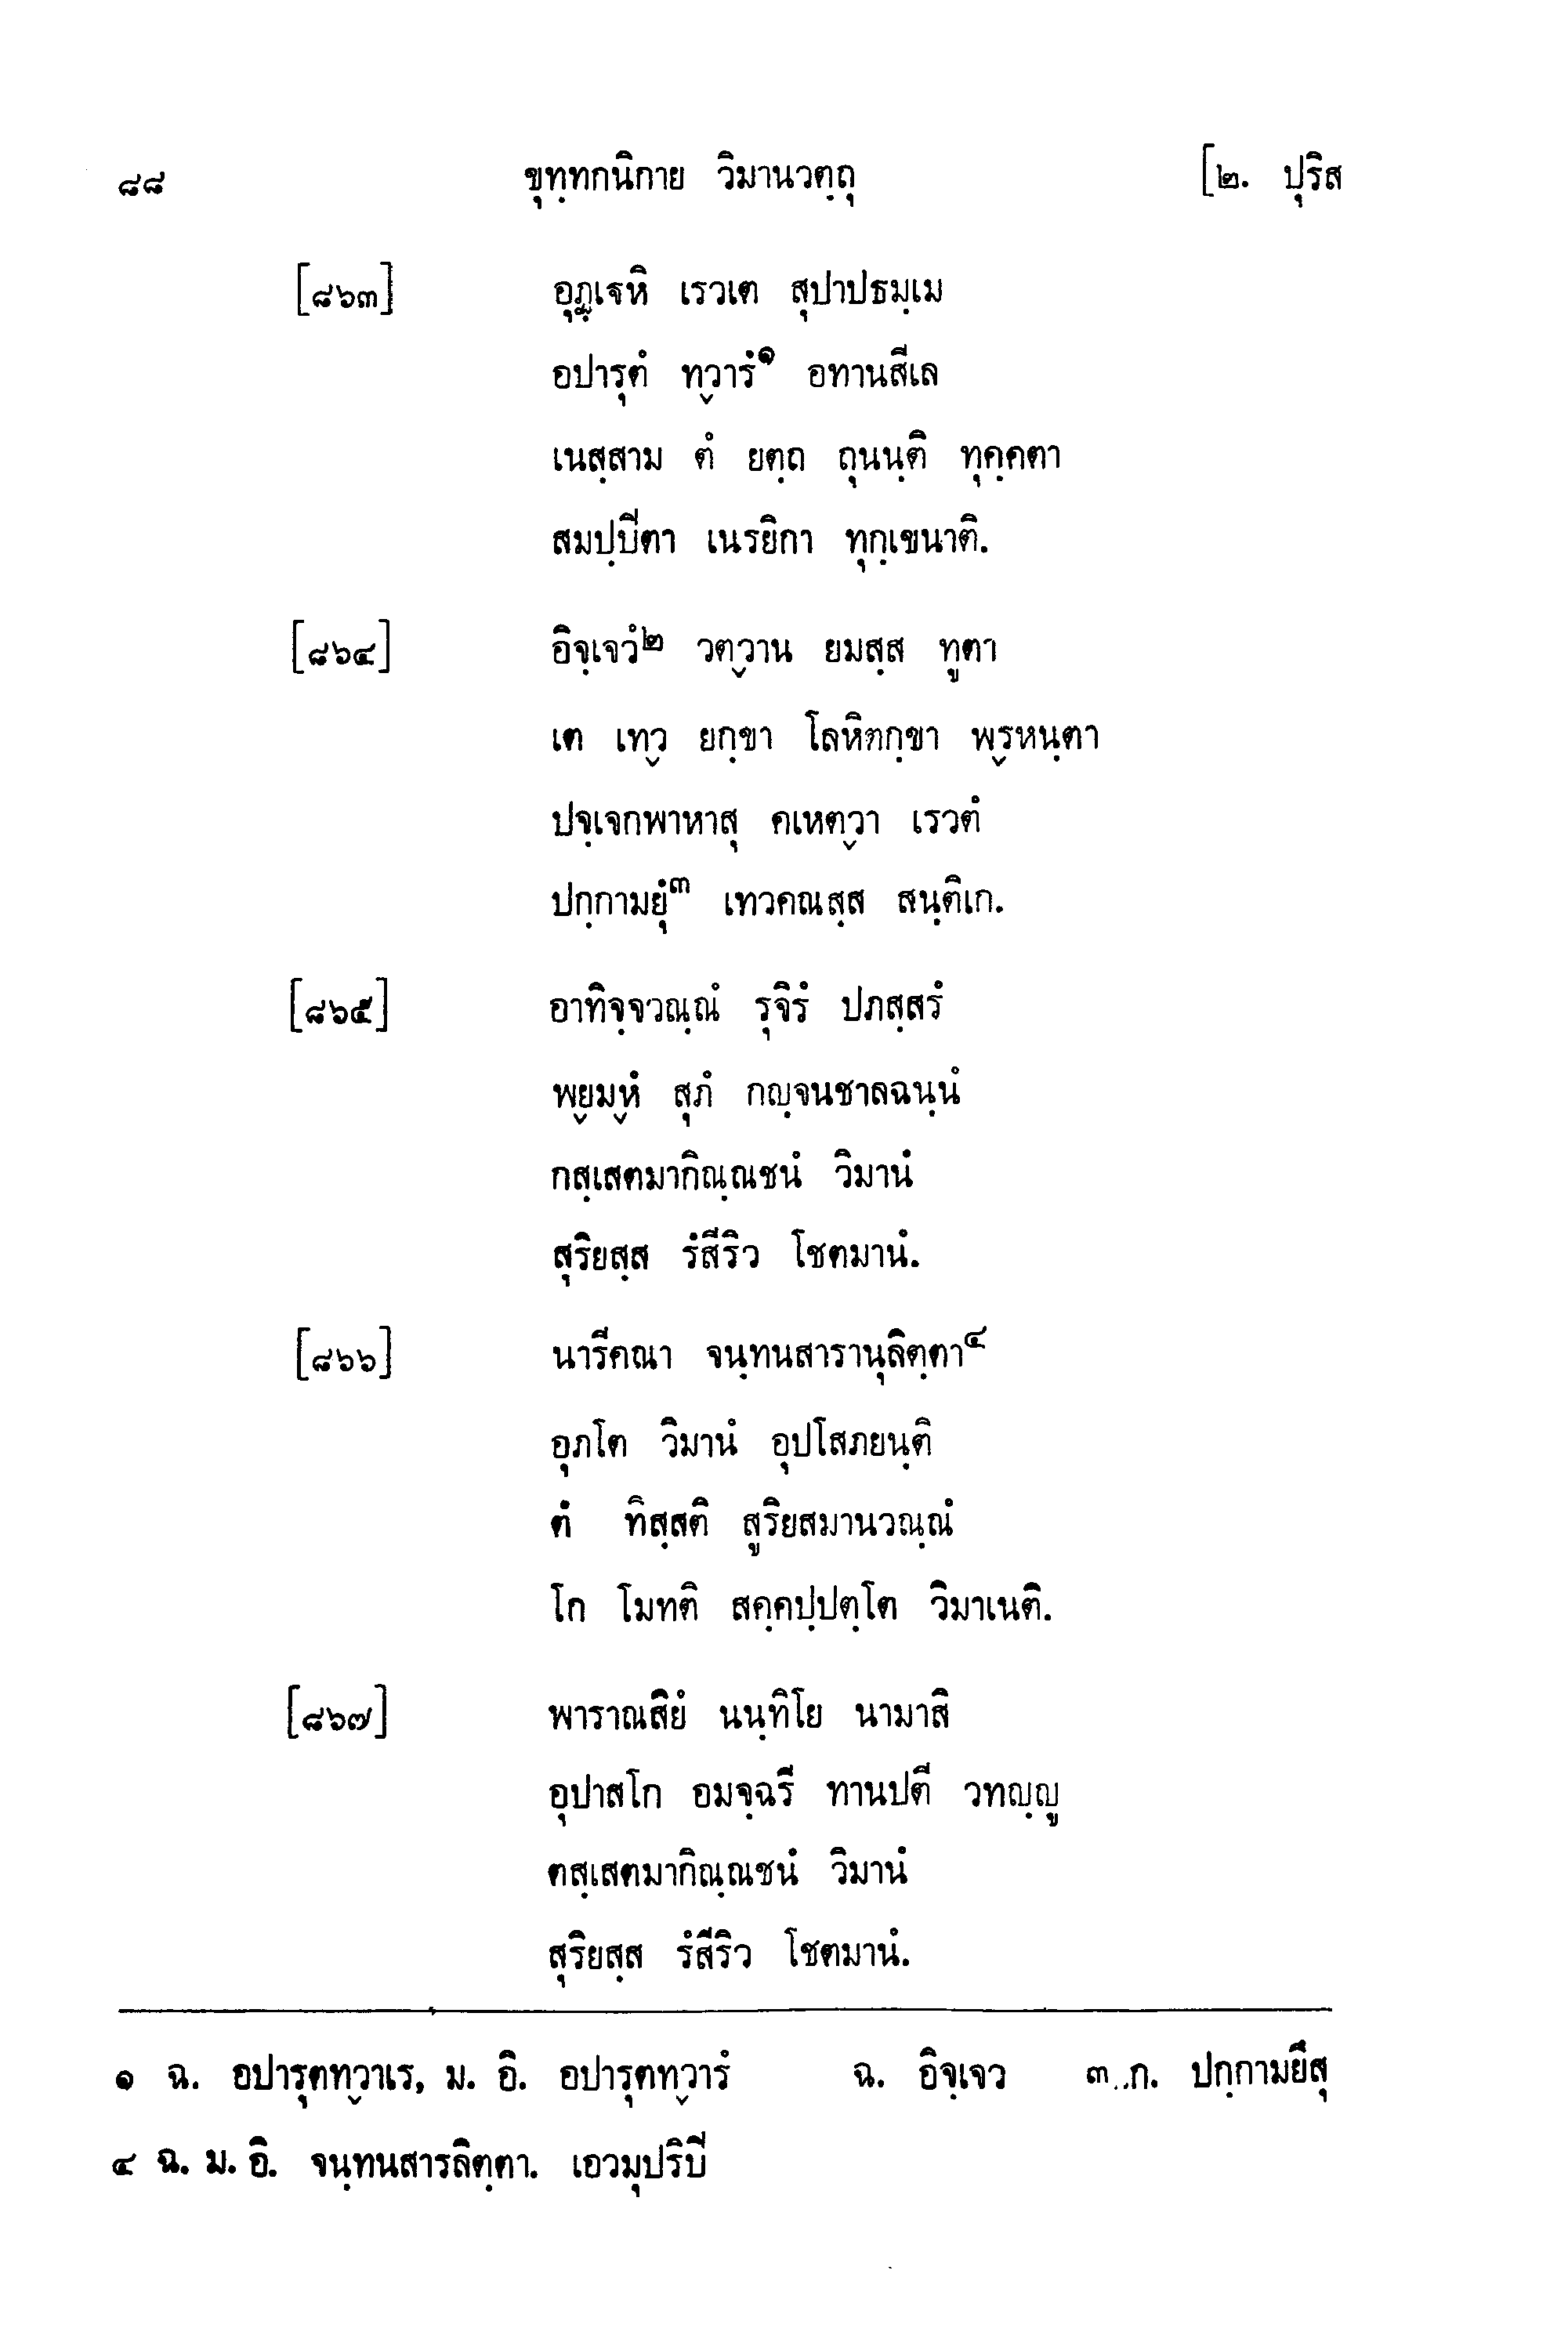 ๘๘ ขุทฺทกนิกาย วิมานวตฺถุ [๒. ปุริส
[๘๖๓] อุฏฺเฐหิ เรวเต สุปาปธมฺเม
อปารุตํ ทฺวารํ๑ อทานสีเล
เนสฺสาม ตํ ยตฺถ ถุนนฺติ ทุคฺคตา
สมปฺปีตา เนรยิกา ทุกฺเขนาติ.
[๘๖๔] อิจฺเจวํ๒ วตฺวาน ยมสฺส ทูตา
เต เทฺว ยกฺขา โลหิตกฺขา พฺรหนฺตา
ปจฺเจกพาหาสุ คเหตฺวา เรวตํ
ปกฺกามยุํ๓ เทวคณสฺส สนฺติเก.
[๘๖๕] อาทิจฺจวณฺณํ รุจิรํ ปภสฺสรํ
พฺยมฺหํ สุภํ กญฺจนชาลฉนฺนํ
กสฺเสตมากิณฺณชนํ วิมานํ
สุริยสฺส รํสีริว โชตมานํ.
[๘๖๖] นารีคณา จนฺทนสารานุลิตฺตา๔
อุภโต วิมานํ อุปโสภยนฺติ
ตํ ทิสฺสติ สูริยสมานวณฺณํ
โก โมทติ สคฺคปฺปตฺโต วิมาเนติ.
[๘๖๗] พาราณสิยํ นนฺทิโย นามาสิ
อุปาสโก อมจฺฉรี ทานปตี วทญฺญู
ตสฺเสตมากิณฺณชนํ วิมานํ
สุริยสฺส รํสีริว โชตมานํ.
๑ ฉ. อปารุตทฺวาเร, ม. อิ. อปารุตทฺวารํ ฉ. อิจฺเจว ๓ ก. ปกฺกามยึสุ
๔ ฉ. ม. อิ. จนฺทนสารลิตฺตา. เอวมุปริปี